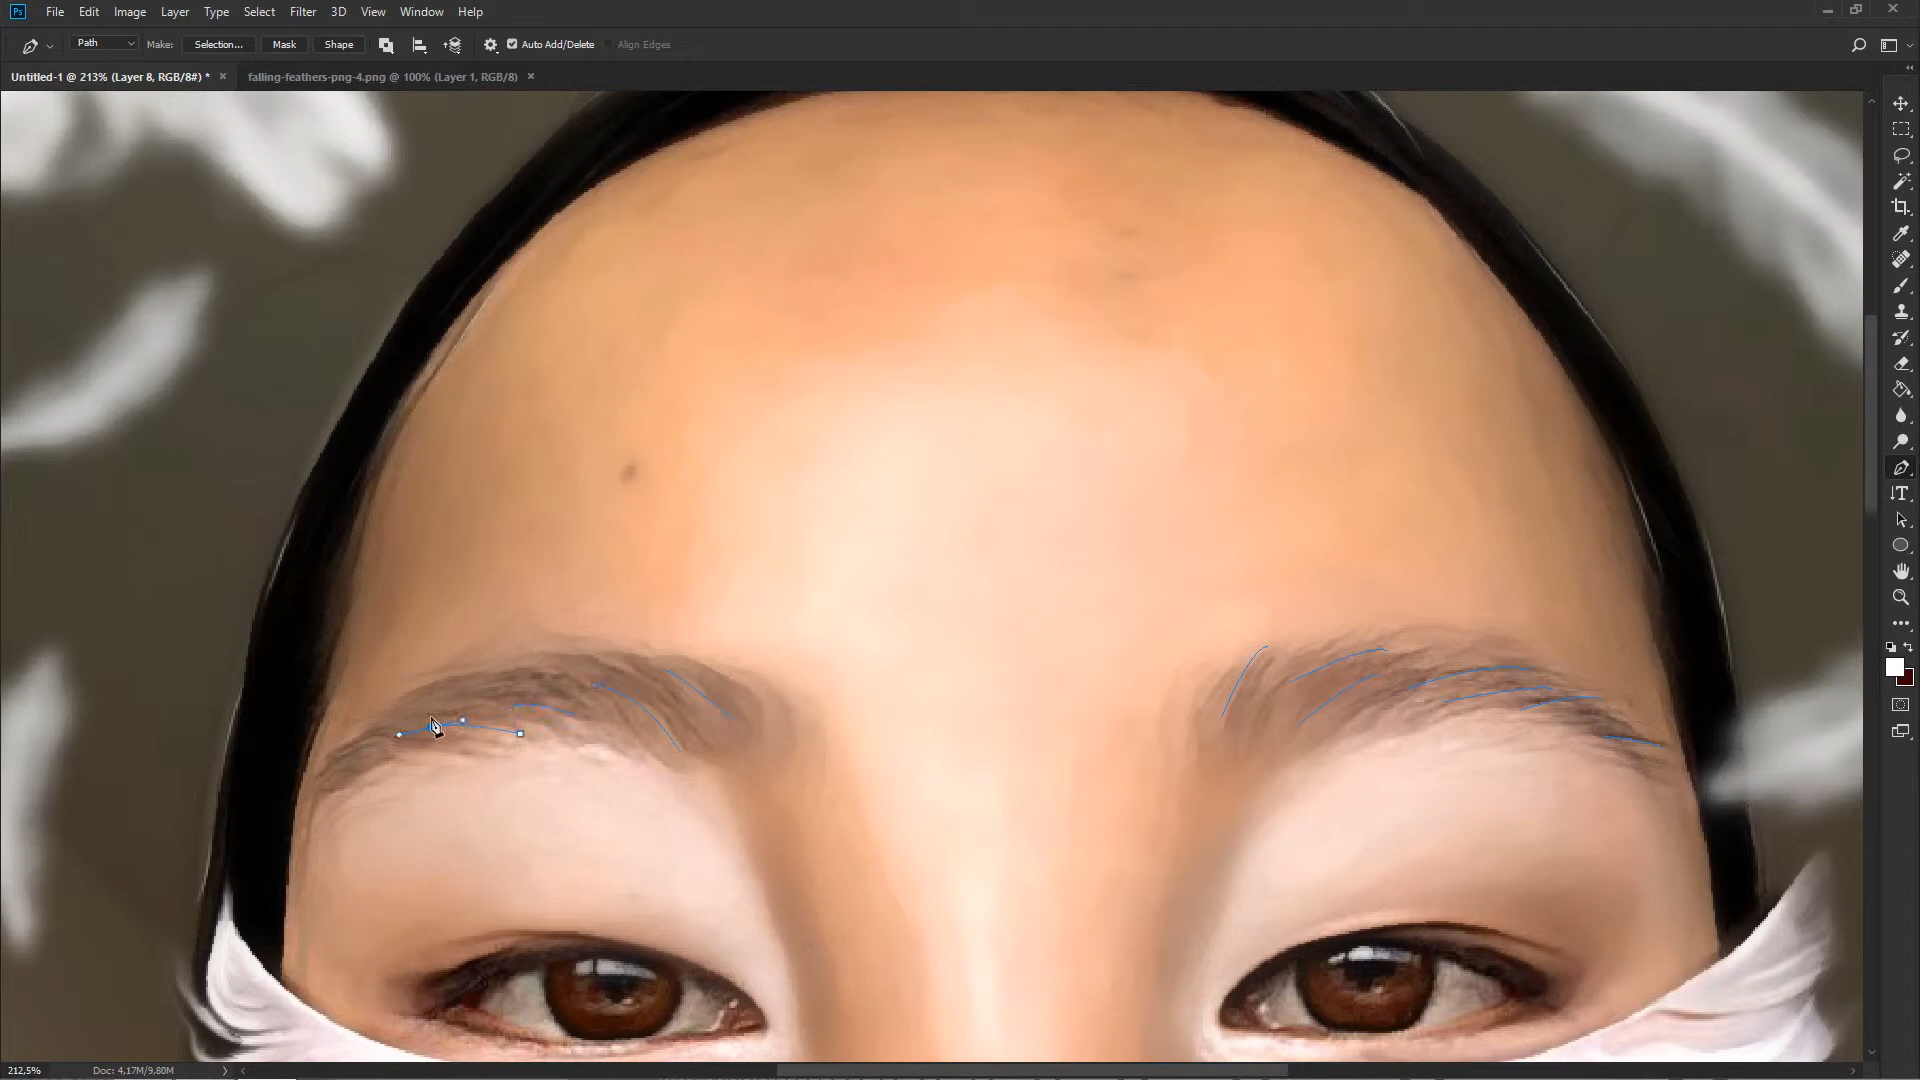 Ps File Edit Image Layer Type Select Filter 3D View Window Help
Path Make: Selection... Mask Shape Auto Add/Delete Align Edges
Untitled-1 @ 213% (Layer 8, RGB/8#) * × falling-feathers-png-4.png @ 100% (Layer 1, RGB/8) ×
212,5% Doc: 4,17M/9,80M